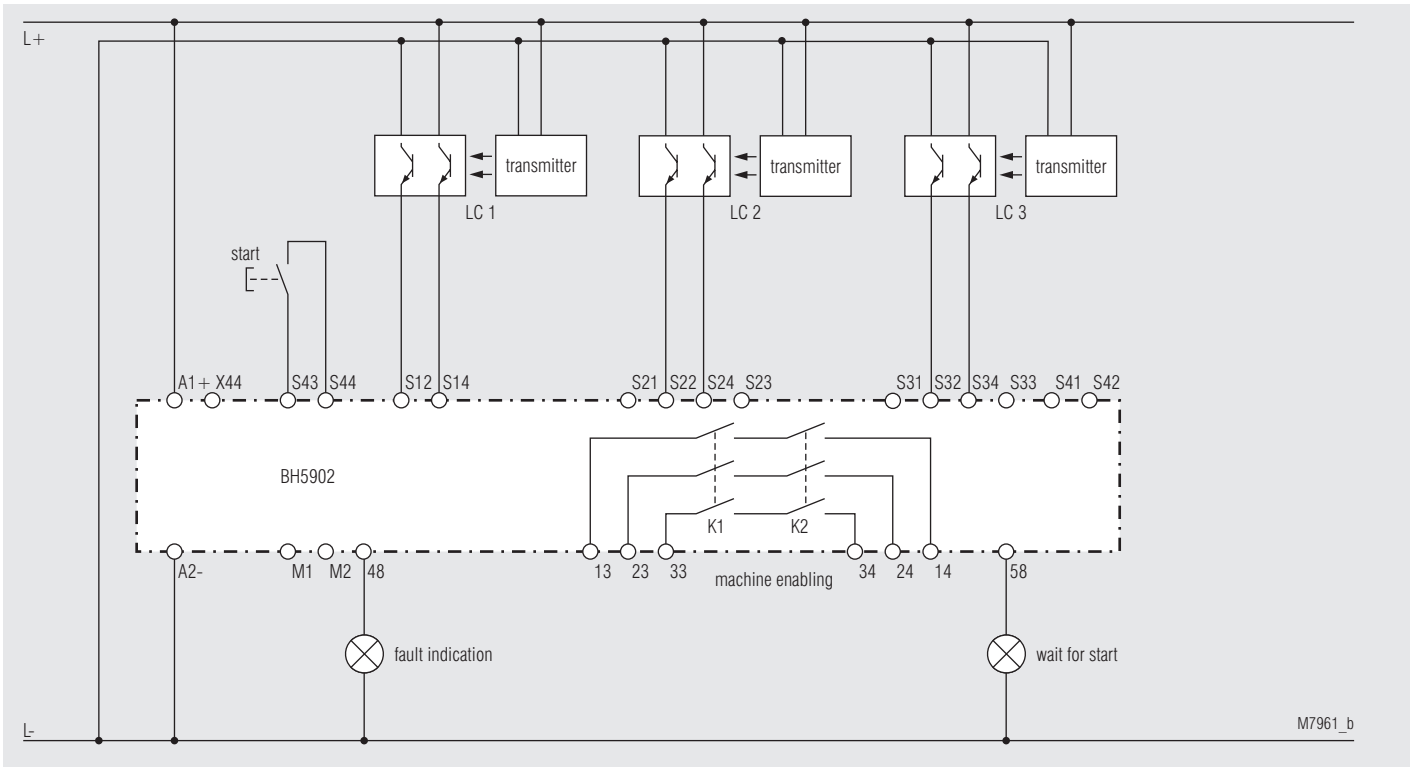 L+
transmitter
transmitter
transmitter
LC 1
LC 2
LC 3
start
A1+ X44 S43 S44 S12 S14 S21 S22 S24 S23 S31 S32 S34 S33 S41 S42
BH5902
K1 K2
A2- M1 M2 48 13 23 33 machine enabling 34 24 14 58
fault indication
wait for start
L-
M7961_b